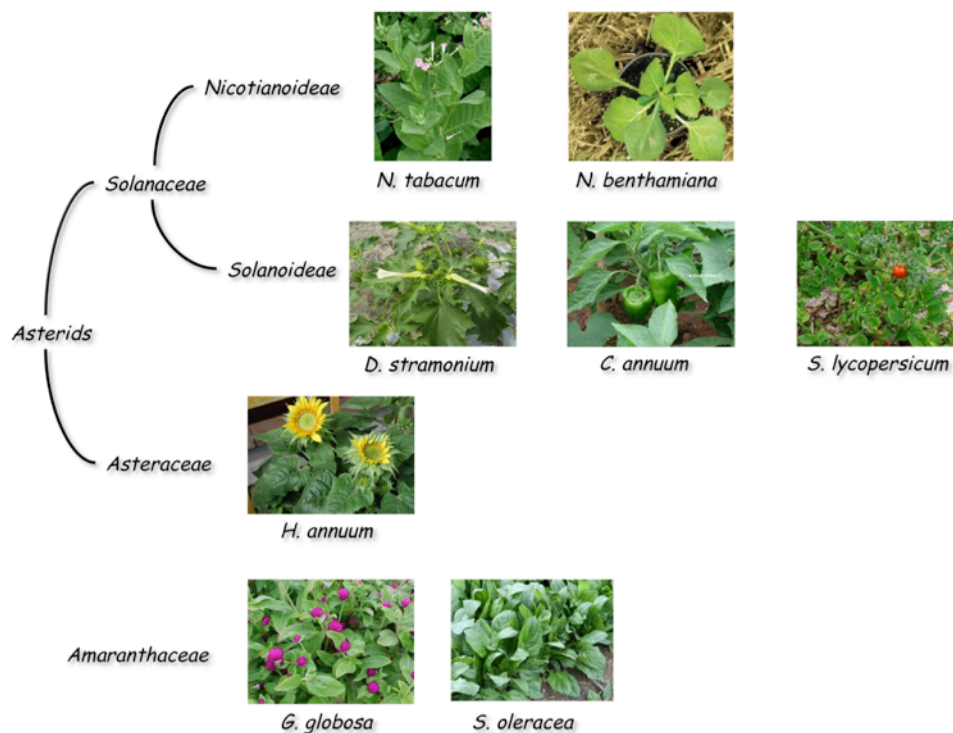 Nicotianoideae
N. tabacum
N. benthamiana
Solanaceae
Solanoideae
D. stramonium
C. annuum
S. lycopersicum
Asterids
Asteraceae
H. annuum
Amaranthaceae
G. globosa
S. oleracea